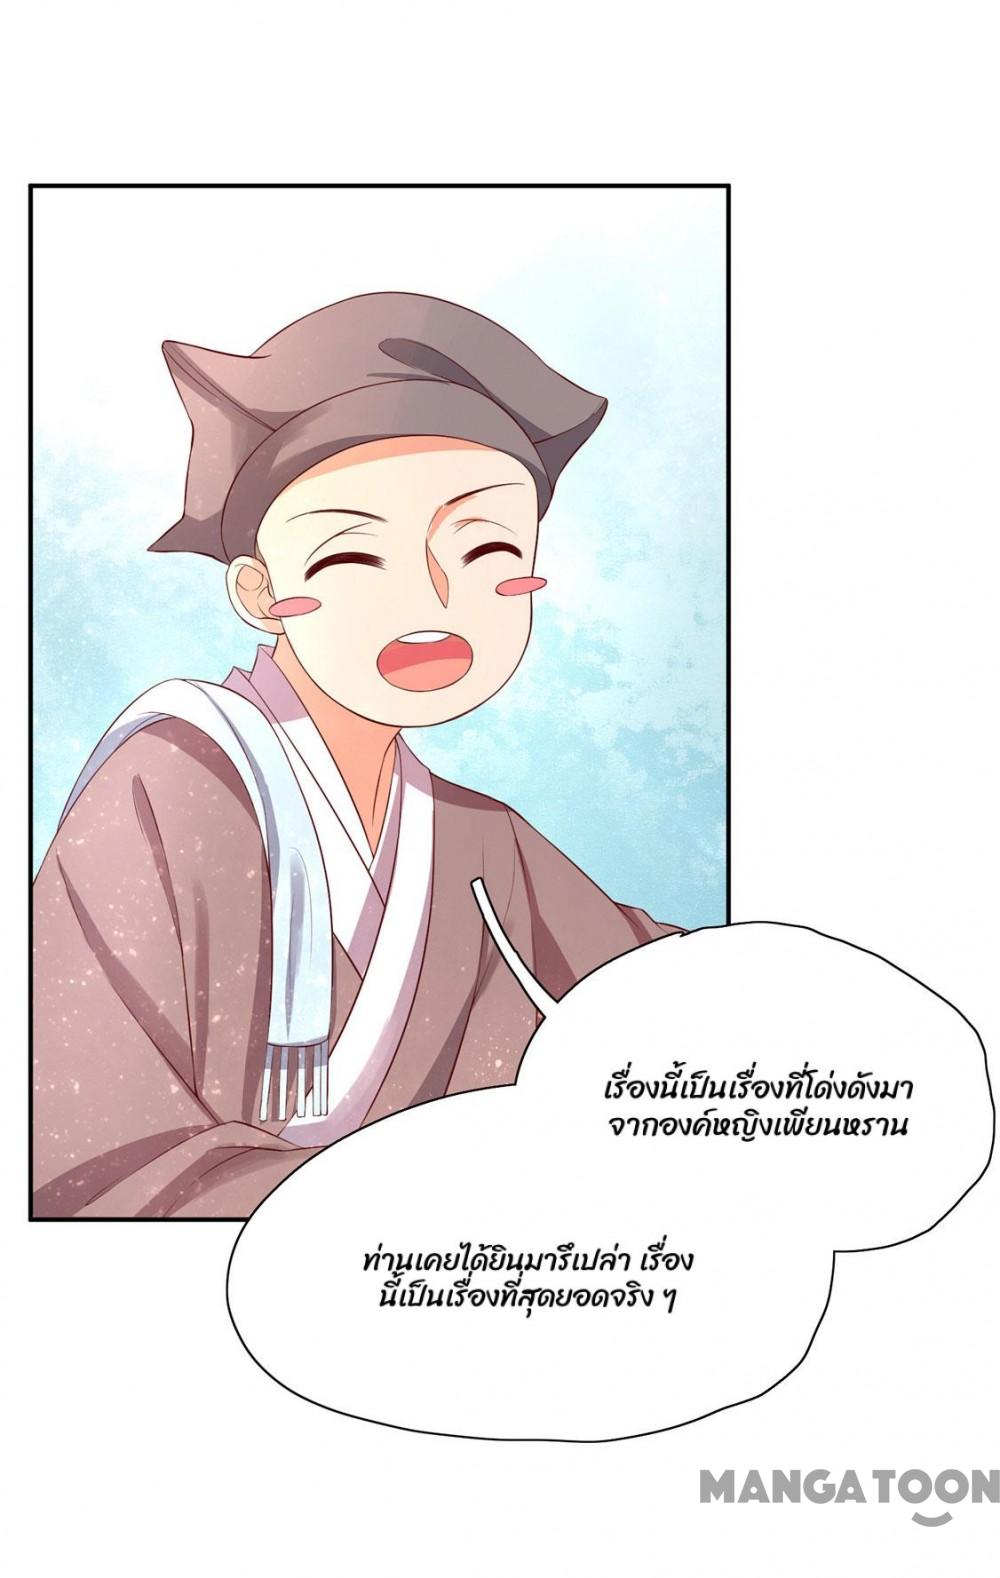 เรื่องนี้เป็นเรื่องที่โด่งดังมา
จากองค์หญิงเพียนหราน
ท่านเคยได้ยินมารึเปล่า เรื่อง
นี้เป็นเรื่องที่สุดยอดจริง ๆ
MANGATOON